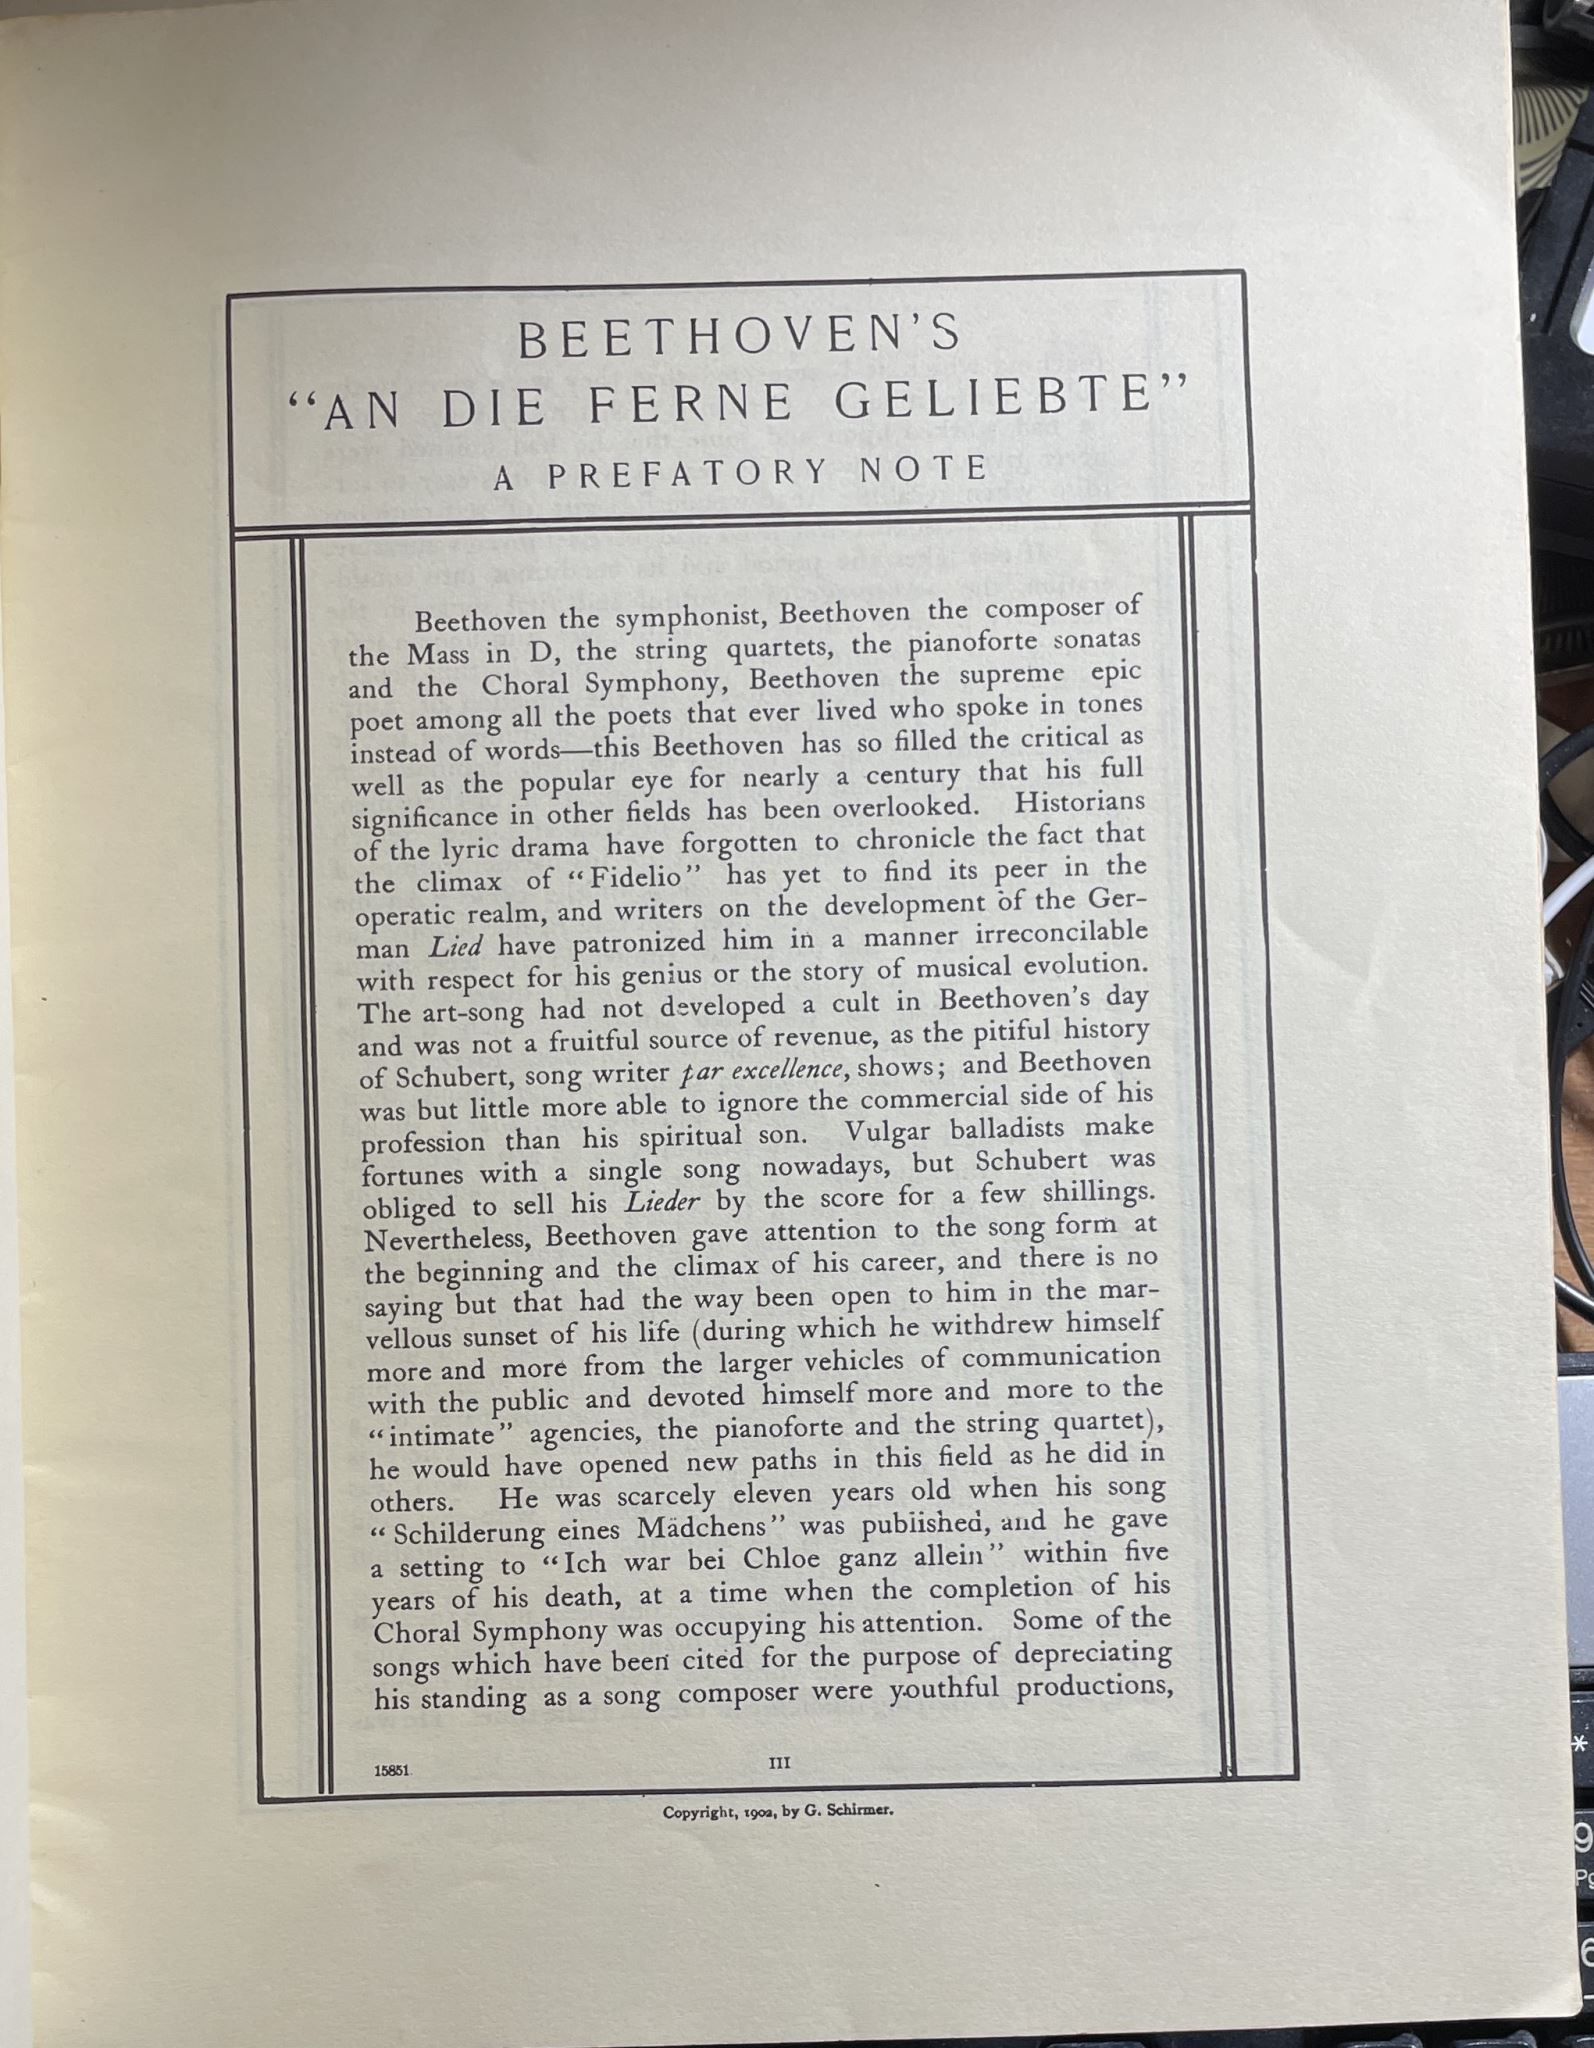 BEETHOVEN'S
“AN DIE FERNE GELIEBTE”
A PREFATORY NOTE
Beethoven the symphonist, Beethoven the composer of
the Mass in D, the string quartets, the pianoforte sonatas
and the Choral Symphony, Beethoven the supreme epic
poet among all the poets that ever lived who spoke in tones
instead of words—this Beethoven has so filled the critical as
well as the popular eye for nearly a century that his full
significance in other fields has been overlooked. Historians
of the lyric drama have forgotten to chronicle the fact that
the climax of “Fidelio” has yet to find its peer in the
operatic realm, and writers on the development of the Ger-
man Lied have patronized him in a manner irreconcilable
with respect for his genius or the story of musical evolution.
The art-song had not developed a cult in Beethoven's day
and was not a fruitful source of revenue, as the pitiful history
of Schubert, song writer par excellence, shows; and Beethoven
was but little more able to ignore the commercial side of his
profession than his spiritual son. Vulgar balladists make
fortunes with a single song nowadays, but Schubert was
obliged to sell his Lieder by the score for a few shillings.
Nevertheless, Beethoven gave attention to the song form at
the beginning and the climax of his career, and there is no
saying but that had the way been open to him in the mar-
vellous sunset of his life (during which he withdrew himself
more and more from the larger vehicles of communication
with the public and devoted himself more and more to the
“intimate” agencies, the pianoforte and the string quartet),
he would have opened new paths in this field as he did in
others. He was scarcely eleven years old when his song
“Schilderung eines Mädchens” was published, and he gave
a setting to “Ich war bei Chloe ganz allein” within five
years of his death, at a time when the completion of his
Choral Symphony was occupying his attention. Some of the
songs which have been cited for the purpose of depreciating
his standing as a song composer were youthful productions,
15851
III
Copyright, 1902, by G. Schirmer.
*
9
Pg
6